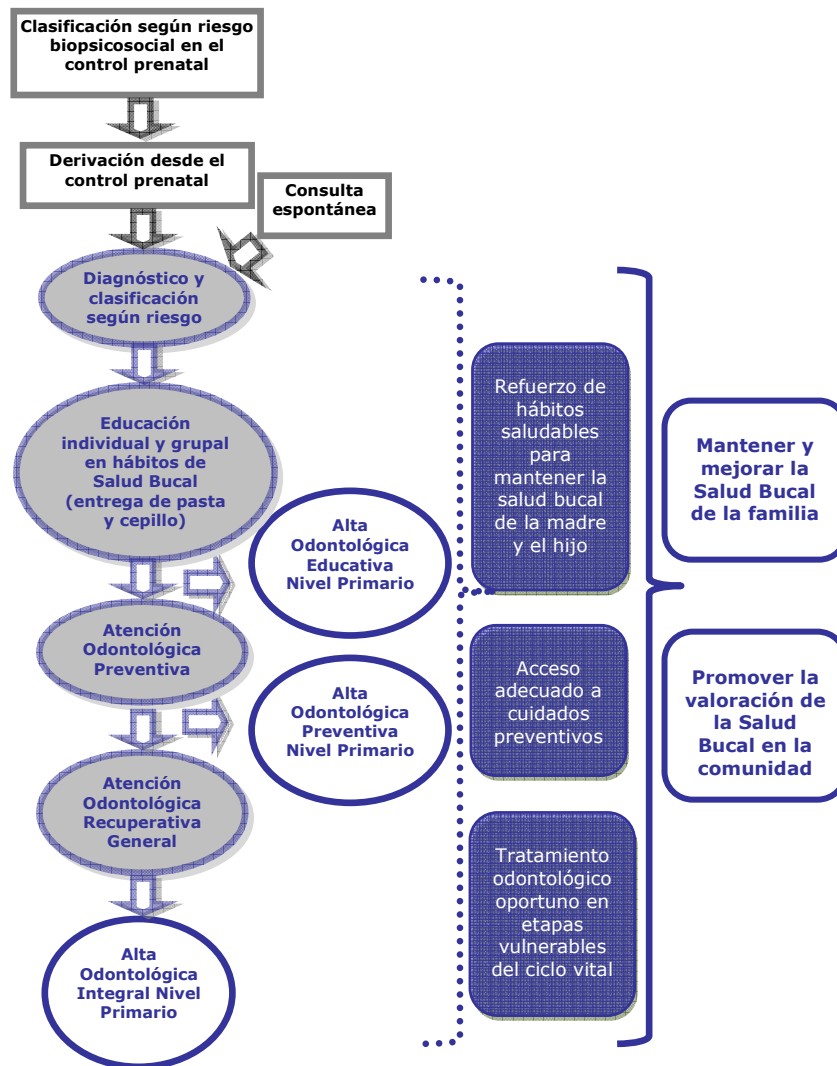 Clasificación según riesgo
biopsicosocial en el
control prenatal
Derivación desde el
control prenatal
Consulta
espontánea
Diagnóstico y
clasificación
según riesgo
Educación
individual y grupal
en hábitos de
Salud Bucal
(entrega de pasta
y cepillo)
Alta
Odontológica
Educativa
Nivel Primario
Atención
Odontológica
Preventiva
Alta
Odontológica
Preventiva
Nivel Primario
Atención
Odontológica
Recuperativa
General
Alta
Odontológica
Integral Nivel
Primario
Refuerzo de
hábitos
saludables
para
mantener la
salud bucal
de la madre
y el hijo
Acceso
adecuado a
cuidados
preventivos
Tratamiento
odontológico
oportuno en
etapas
vulnerables
del ciclo vital
Mantener y
mejorar la
Salud Bucal
de la familia
Promover la
valoración de
la Salud
Bucal en la
comunidad